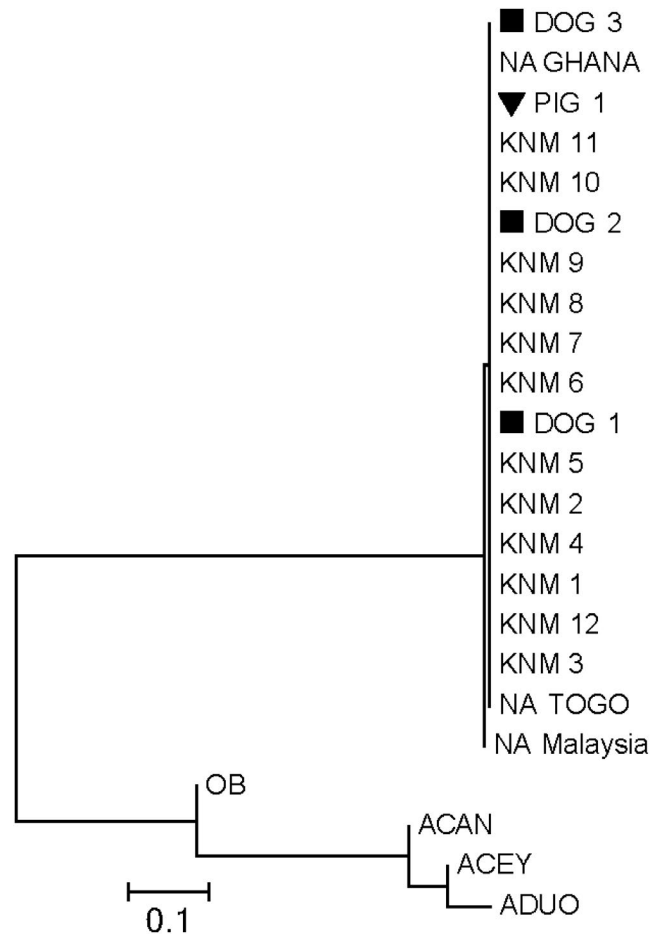 DOG 3
NA GHANA
PIG 1
KNM 11
KNM 10
DOG 2
KNM 9
KNM 8
KNM 7
KNM 6
DOG 1
KNM 5
KNM 2
KNM 4
KNM 1
KNM 12
KNM 3
NA TOGO
NA Malaysia
OB
ACAN
ACEY
ADUO
0.1